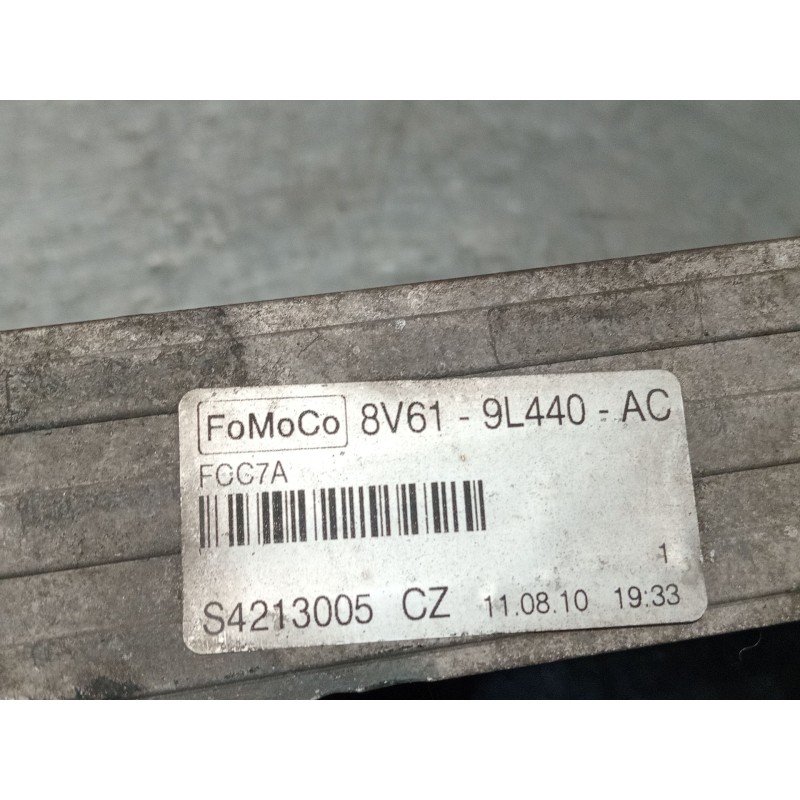 FoMoCo 8V61 - 9L440 - AC
FCC7A
1
S4213005 CZ 11.08.10 19:33